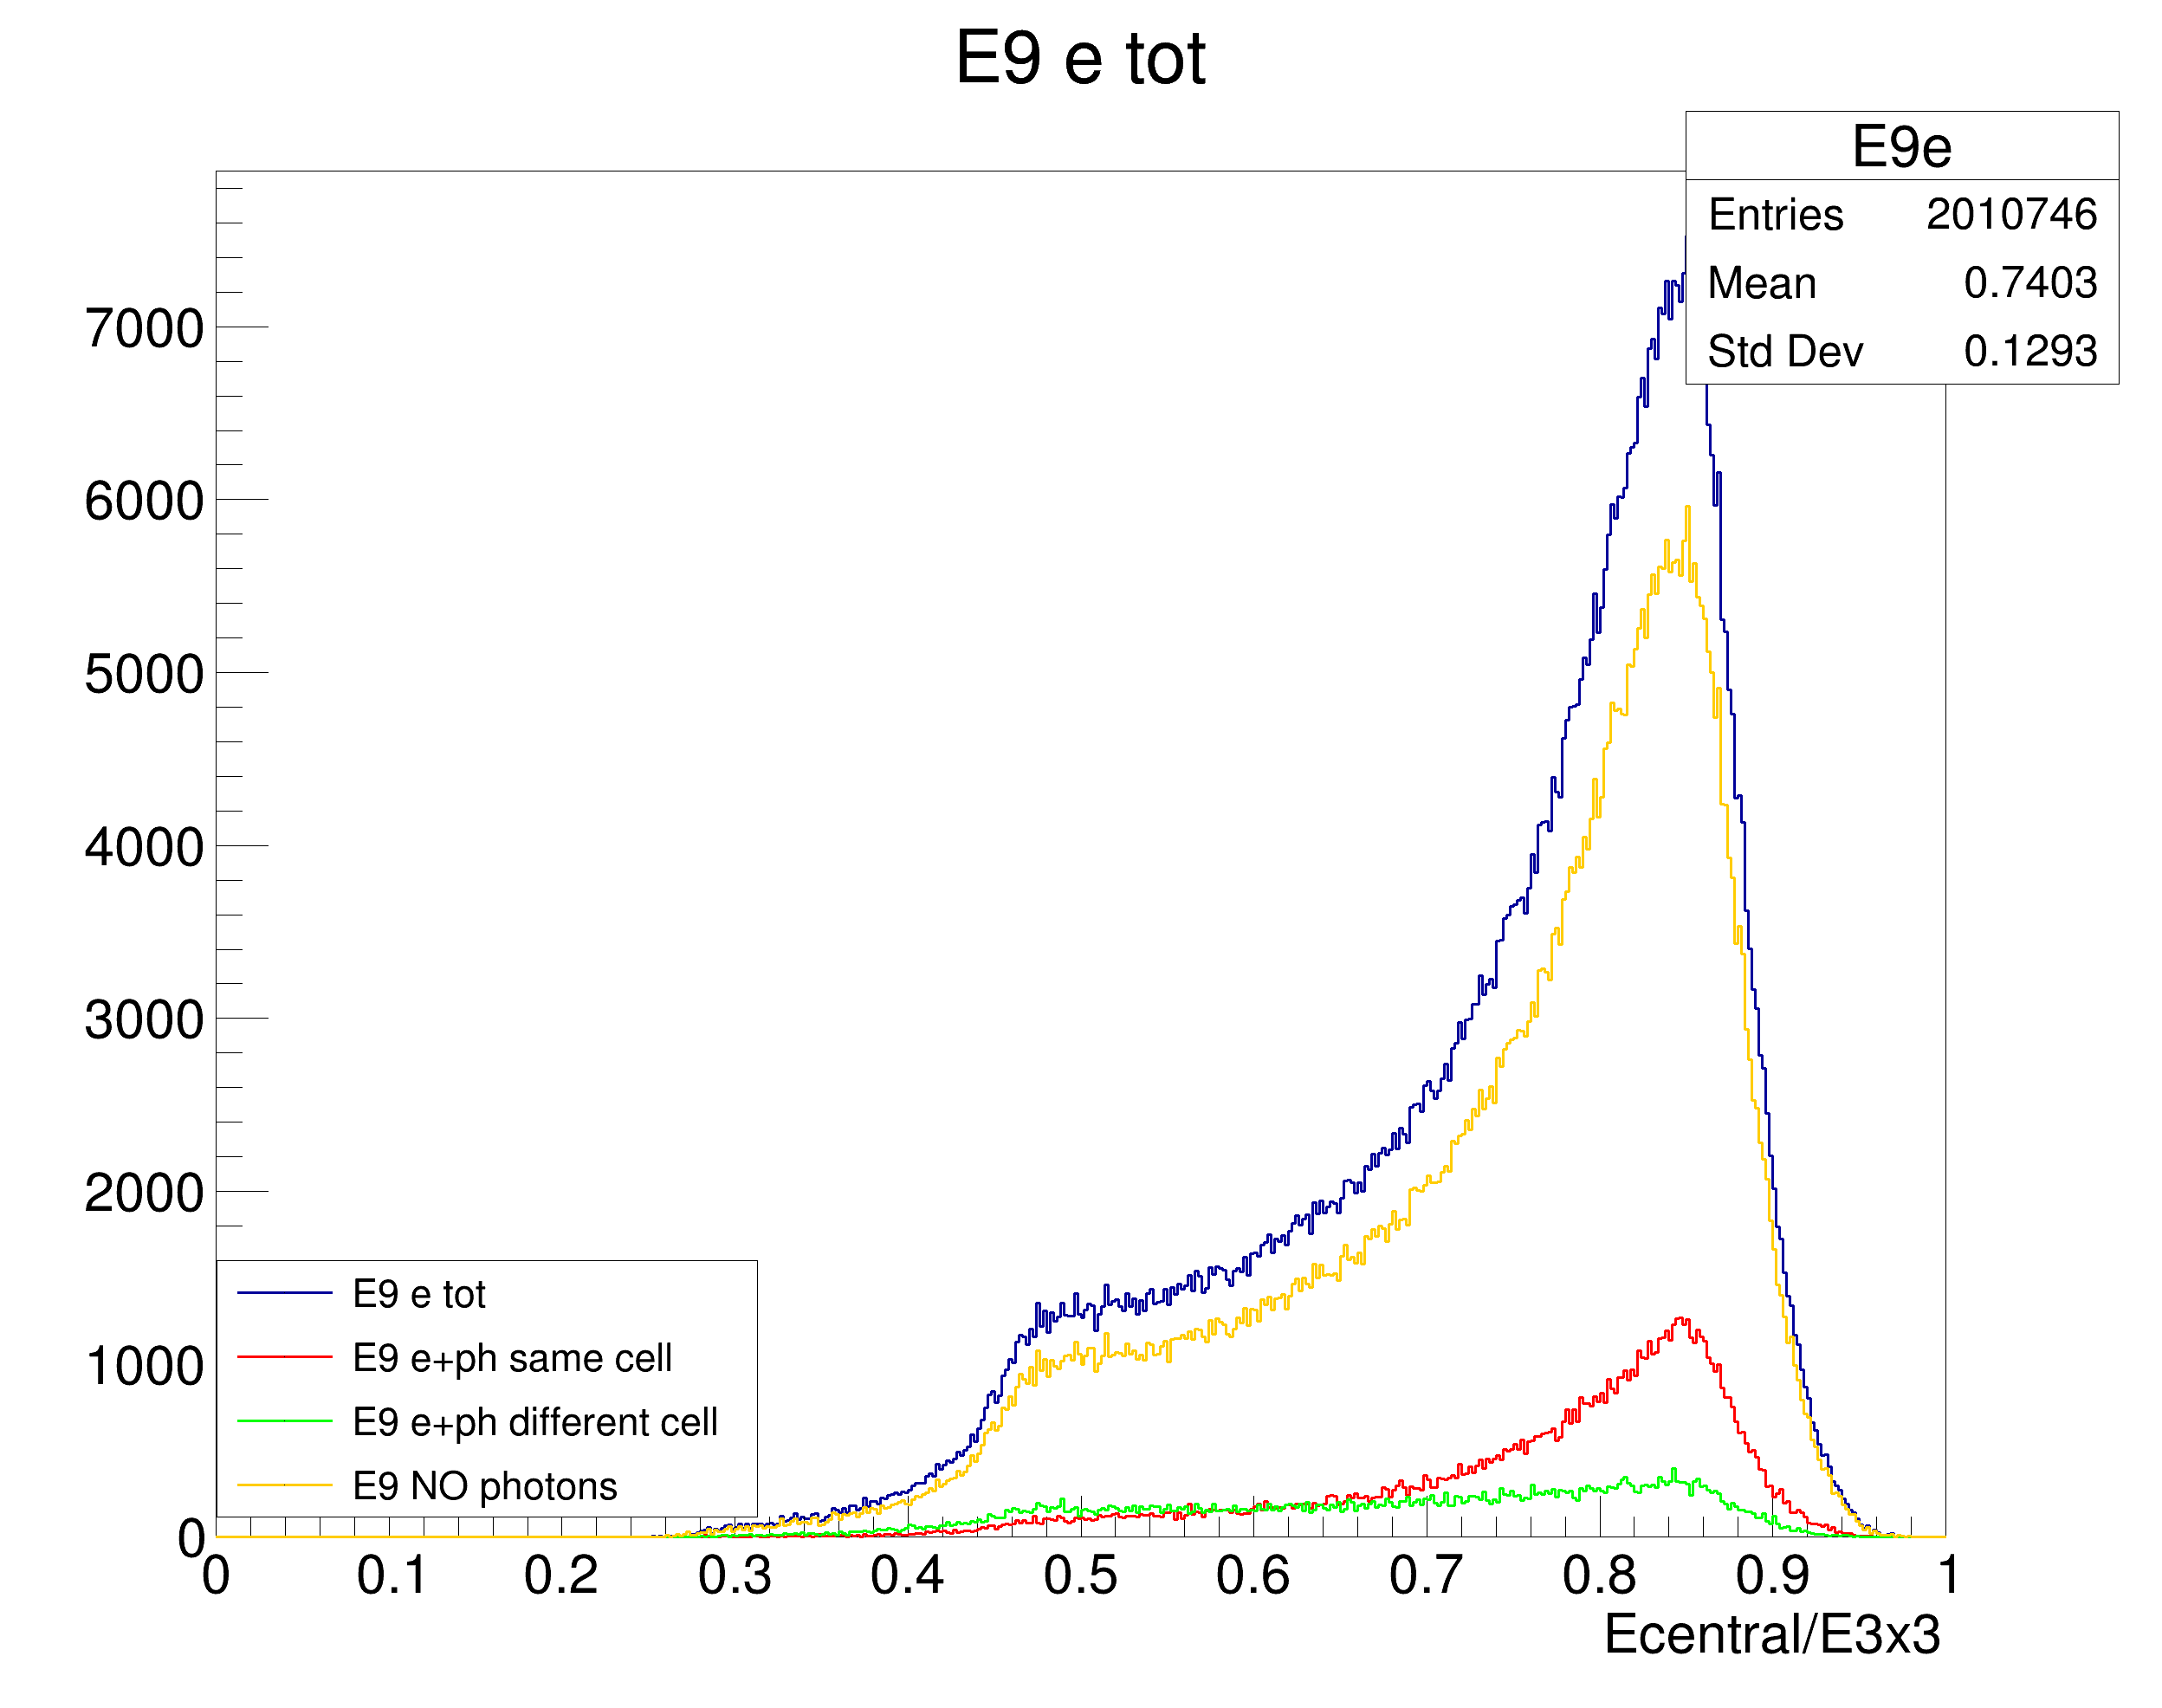 E9 e tot
E9e
Entries 2010746
Mean 0.7403
Std Dev 0.1293
7000
6000
5000
4000
3000
2000
1000
0
E9 e tot
E9 e+ph same cell
E9 e+ph different cell
E9 NO photons
0 0.1 0.2 0.3 0.4 0.5 0.6 0.7 0.8 0.9 1
Ecentral/E3x3